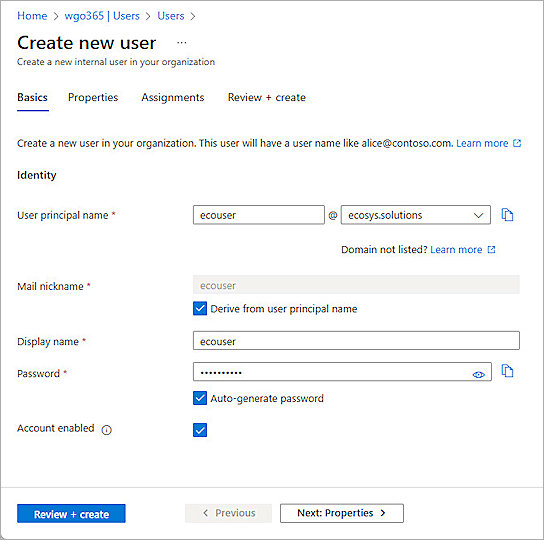 Home > wgo365 | Users > Users >
Create new user ...
Create a new internal user in your organization
Basics Properties Assignments Review + create
Create a new user in your organization. This user will have a user name like alice@contoso.com. Learn more
Identity
User principal name * ecouser @ ecosys.solutions
Domain not listed? Learn more
Mail nickname * ecouser
Derive from user principal name
Display name * ecouser
Password * ••••••••••
Auto-generate password
Account enabled
Review + create < Previous Next: Properties >